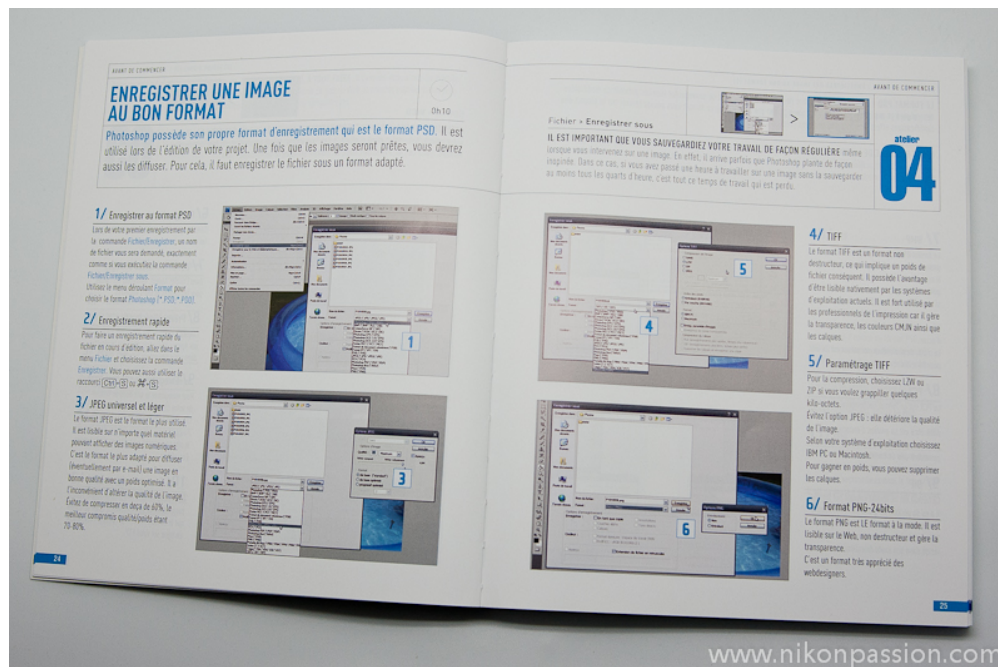 AVANT DE COMMENCER
ENREGISTRER UNE IMAGE
AU BON FORMAT
0h10
Photoshop possède son propre format d'enregistrement qui est le format PSD. Il est
utilisé lors de l'édition de votre projet. Une fois que les images seront prêtes, vous devrez
aussi les diffuser. Pour cela, il faut enregistrer le fichier sous un format adapté.
1/ Enregistrer au format PSD
Lors de votre premier enregistrement par
la commande Fichier/Enregistrer, un nom
de fichier vous sera demandé, exactement
comme si vous exécutiez la commande
Fichier/Enregistrer sous.
Utilisez le menu déroulant Format pour
choisir le format Photoshop (*.PSD,*.PDD).
2/ Enregistrement rapide
Pour faire un enregistrement rapide du
fichier en cours d'édition, allez dans le
menu Fichier et choisissez la commande
Enregistrer. Vous pouvez aussi utiliser le
raccourci Ctrl+S ou ⌘+S.
3/ JPEG universel et léger
Le format JPEG est le format le plus utilisé.
Il est lisible sur n'importe quel matériel
pouvant afficher des images numériques.
C'est le format le plus adapté pour diffuser
(éventuellement par e-mail) une image en
bonne qualité avec un poids optimisé. Il a
l'inconvénient d'altérer la qualité de l'image.
Évitez de compresser en deçà de 60%, le
meilleur compromis qualité/poids étant
70-80%.
1
3
24
AVANT DE COMMENCER
Fichier > Enregistrer sous
>
IL EST IMPORTANT QUE VOUS SAUVEGARDIEZ VOTRE TRAVAIL DE FAÇON RÉGULIÈRE même
lorsque vous intervenez sur une image. En effet, il arrive parfois que Photoshop plante de façon
inopinée. Dans ce cas, si vous avez passé une heure à travailler sur une image sans la sauvegarder
ou moins tous les quarts d'heure, c'est tout ce temps de travail qui est perdu.
atelier
04
5
4
6
4/ TIFF
Le format TIFF est un format non
destructeur, ce qui implique un poids de
fichier conséquent. Il possède l'avantage
d'être lisible nativement par les systèmes
d'exploitation actuels. Il est fort utilisé par
les professionnels de l'impression car il gère
la transparence, les couleurs CMJN ainsi que
les calques.
5/ Paramétrage TIFF
Pour la compression, choisissez LZW ou
ZIP si vous voulez grappiller quelques
kilo-octets.
Évitez l'option JPEG : elle détériore la qualité
de l'image.
Selon votre système d'exploitation choisissez
IBM PC ou Macintosh.
Pour gagner en poids, vous pouvez supprimer
les calques.
6/ Format PNG-24bits
Le format PNG est LE format à la mode. Il est
lisible sur le Web, non destructeur et gère la
transparence.
C'est un format très apprécié des
webdesigners.
25
www.nikonpassion.com